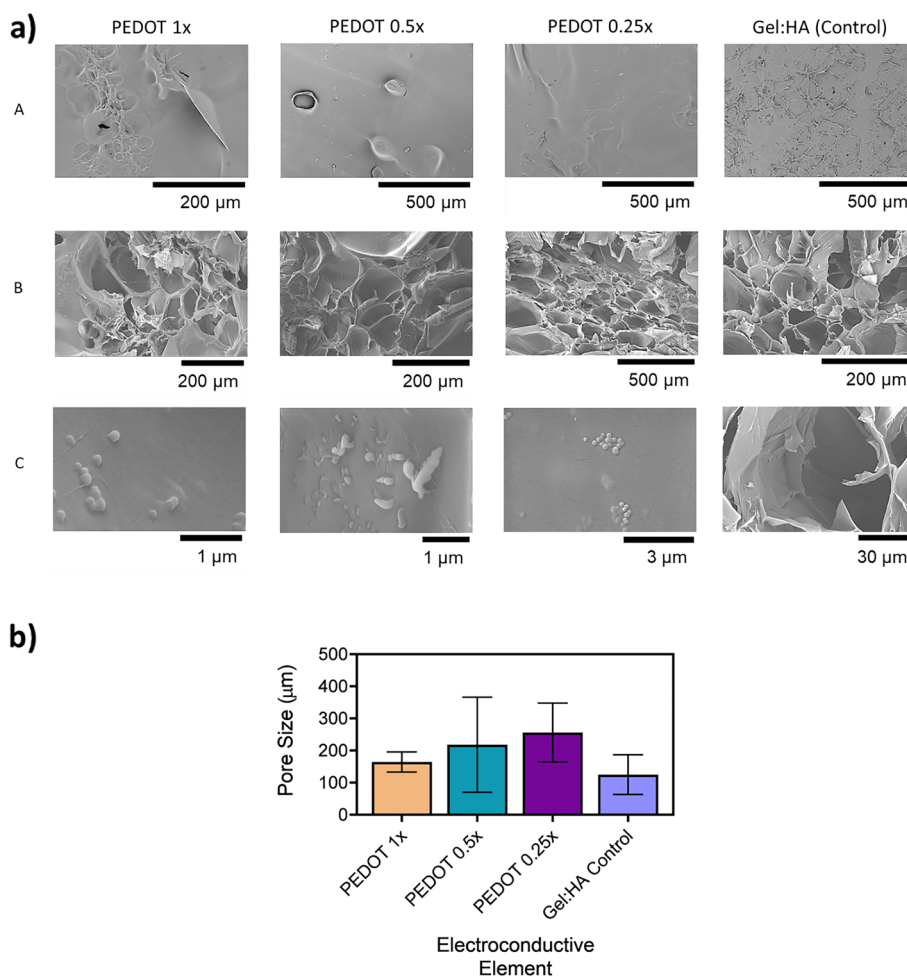 a)
PEDOT 1x PEDOT 0.5x PEDOT 0.25x Gel:HA (Control)
A
200 µm 500 µm 500 µm 500 µm
B
200 µm 200 µm 500 µm 200 µm
C
1 µm 1 µm 3 µm 30 µm
b)
Pore Size (µm)
500
400
300
200
100
0
PEDOT 1x
PEDOT 0.5x
PEDOT 0.25x
Gel:HA Control
Electroconductive
Element